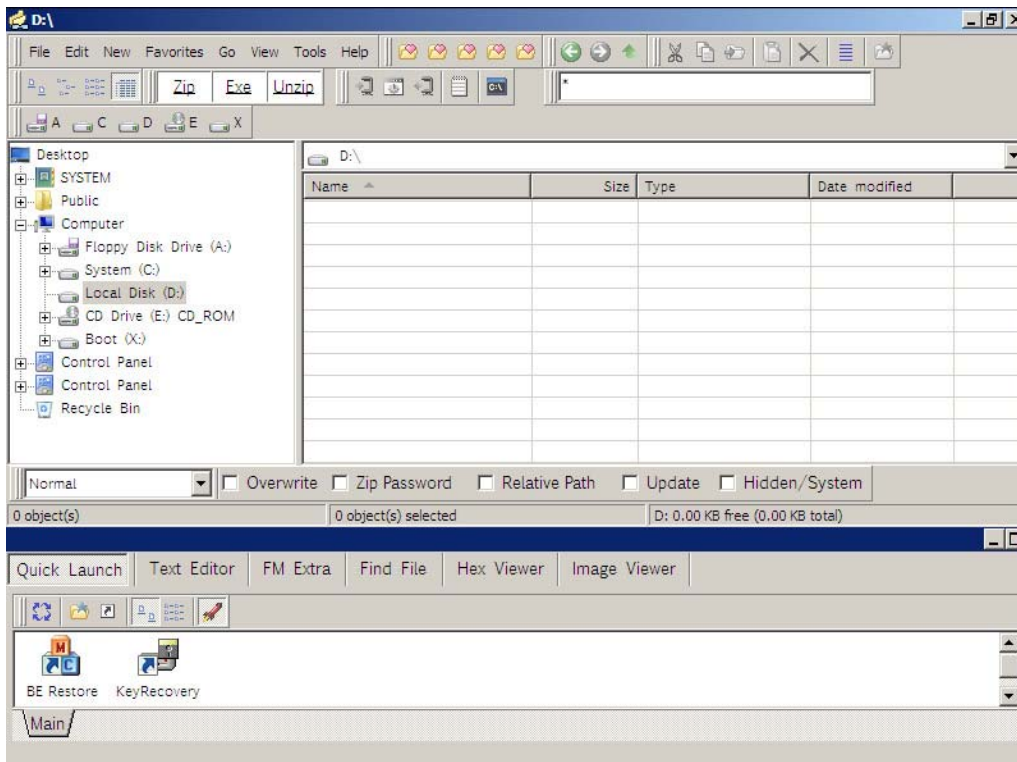 D:\
File Edit New Favorites Go View Tools Help
Zip Exe Unzip C:\ *
A C D E X
Desktop
SYSTEM
Public
Computer
Floppy Disk Drive (A:)
System (C:)
Local Disk (D:)
CD Drive (E:) CD_ROM
Boot (X:)
Control Panel
Control Panel
Recycle Bin
D:\
Name Size Type Date modified
Normal Overwrite Zip Password Relative Path Update Hidden/System
0 object(s) 0 object(s) selected D: 0.00 KB free (0.00 KB total)
Quick Launch Text Editor FM Extra Find File Hex Viewer Image Viewer
M C ?
BE Restore KeyRecovery
Main